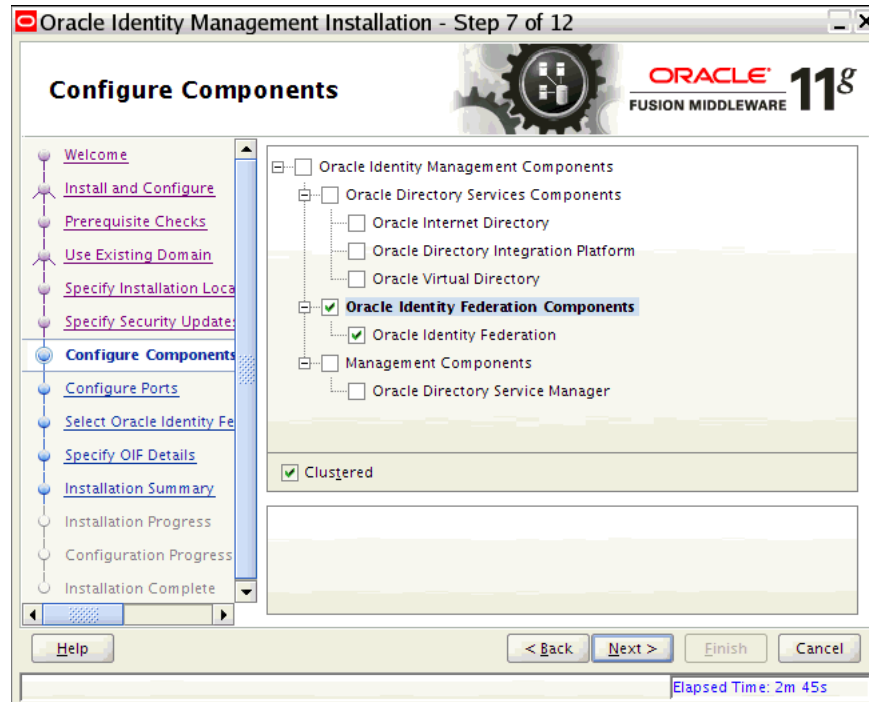 Oracle Identity Management Installation - Step 7 of 12
Configure Components
ORACLE
FUSION MIDDLEWARE
11g
Welcome
Install and Configure
Prerequisite Checks
Use Existing Domain
Specify Installation Loca
Specify Security Updates
Configure Components
Configure Ports
Select Oracle Identity Fe
Specify OIF Details
Installation Summary
Installation Progress
Configuration Progress
Installation Complete
Oracle Identity Management Components
Oracle Directory Services Components
Oracle Internet Directory
Oracle Directory Integration Platform
Oracle Virtual Directory
Oracle Identity Federation Components
Oracle Identity Federation
Management Components
Oracle Directory Service Manager
Clustered
Help
< Back
Next >
Finish
Cancel
Elapsed Time: 2m 45s